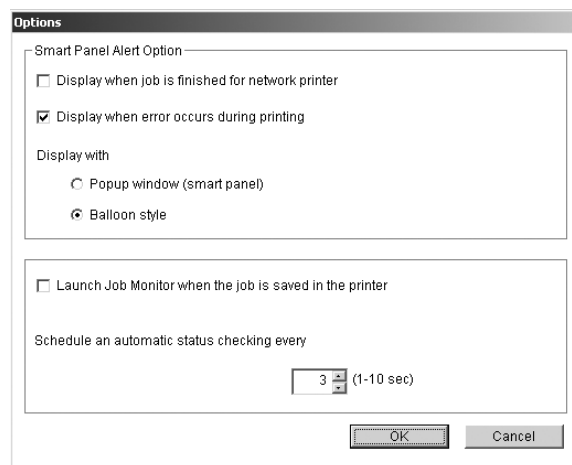 Options
Smart Panel Alert Option
Display when job is finished for network printer
Display when error occurs during printing
Display with
Popup window (smart panel)
Balloon style
Launch Job Monitor when the job is saved in the printer
Schedule an automatic status checking every
3 (1-10 sec)
OK Cancel